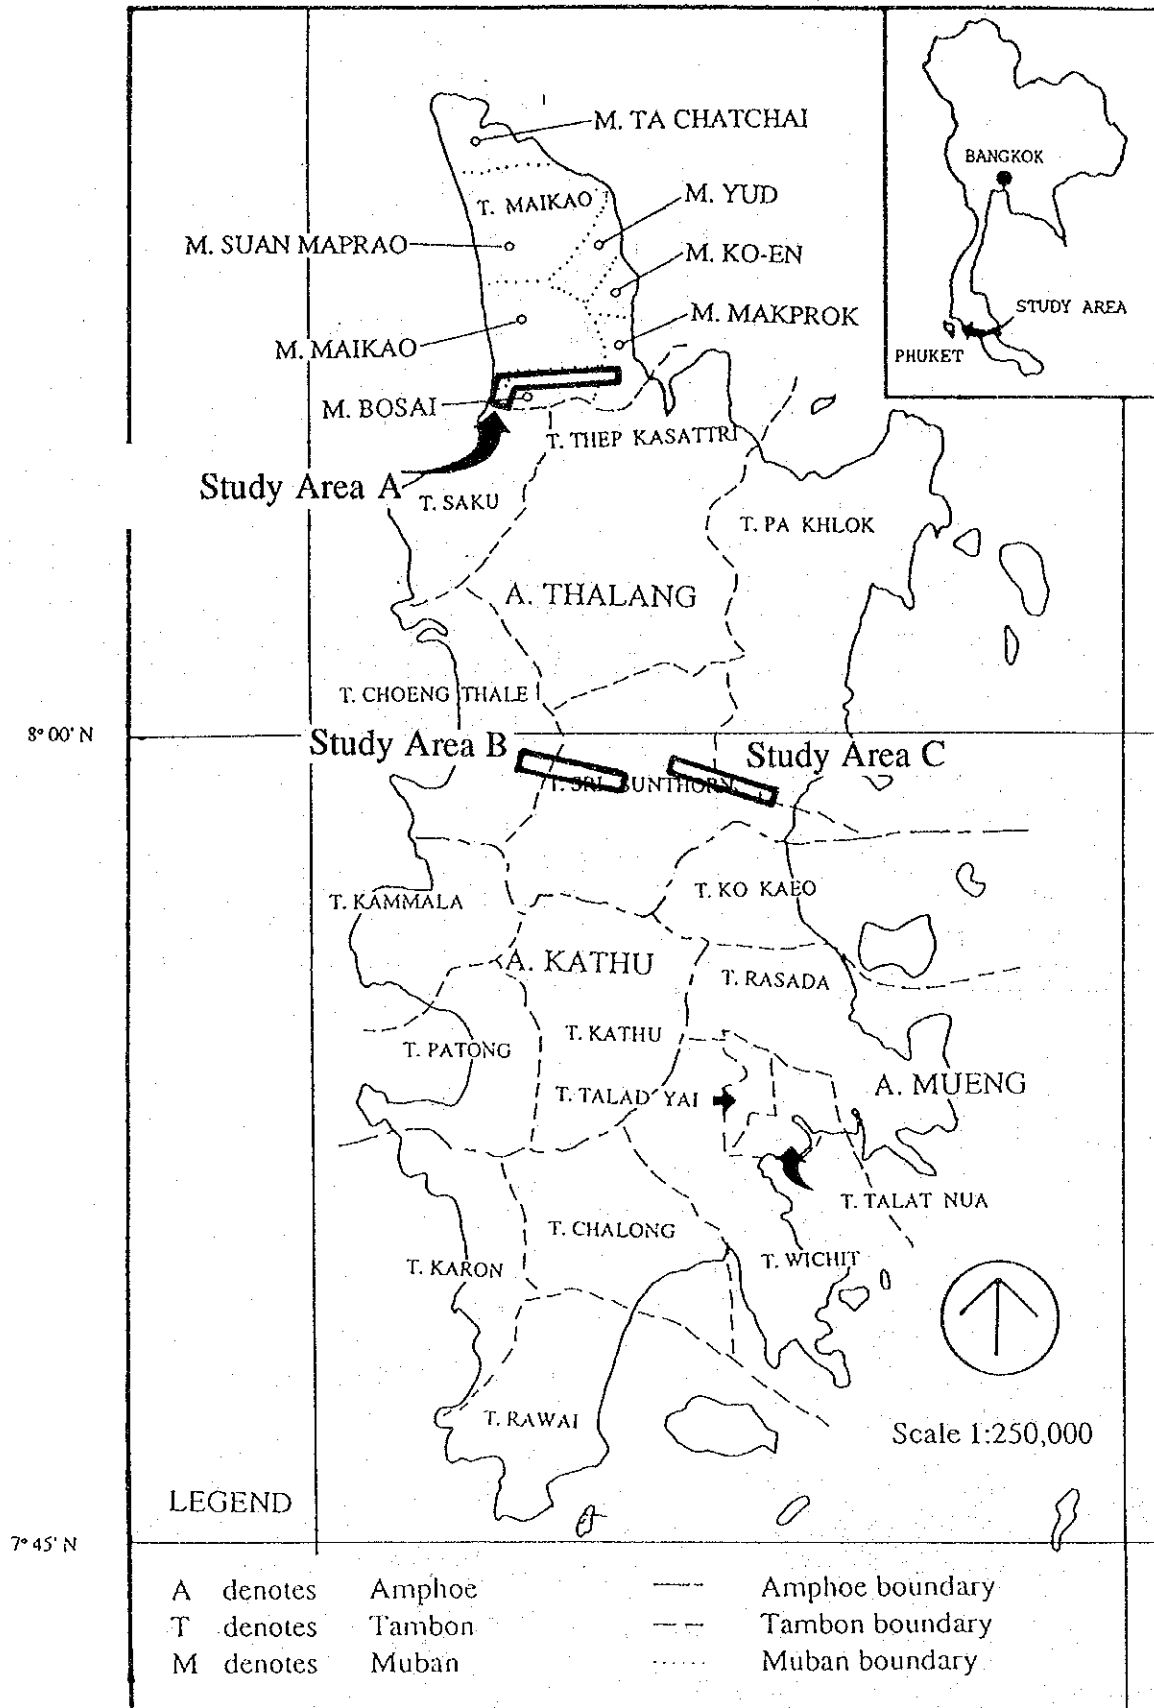 M. TA CHATCHAI
BANGKOK
T. MAIKAO
M. YUD
M. SUAN MAPRAO
M. KO-EN
M. MAKPROK
STUDY AREA
M. MAIKAO
PHUKET
M. BOSAI
T. THEP KASATTRI
Study Area A
T. SAKU
T. PA KHLOK
A. THALANG
T. CHOENG THALE
8° 00' N
Study Area B
Study Area C
T. SRI SUNTHORN
T. KO KAEO
T. KAMMALA
A. KATHU
T. RASADA
T. KATHU
T. PATONG
A. MUENG
T. TALAD YAI
T. TALAT NUA
T. CHALONG
T. WICHIT
T. KARON
T. RAWAI
Scale 1:250,000
LEGEND
7° 45' N
A denotes Amphoe Amphoe boundary
T denotes Tambon Tambon boundary
M denotes Muban Muban boundary